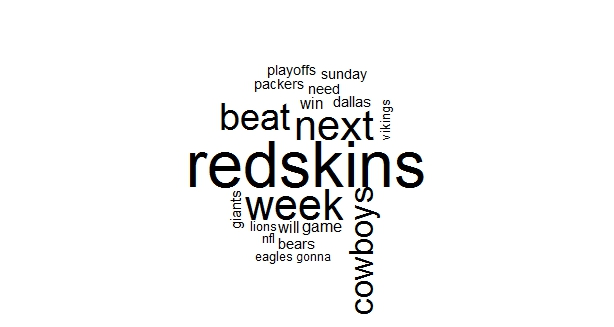 playoffs sunday
packers need
win dallas
vikings
beat next
redskins
giants
week
cowboys
lions will game
nfl bears
eagles gonna